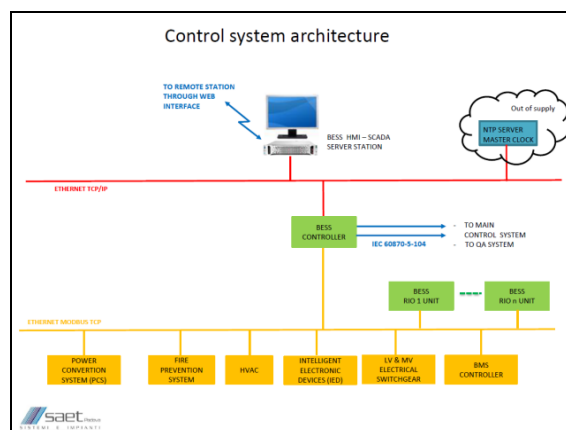 Control system architecture
TO REMOTE STATION
THROUGH WEB
INTERFACE
Out of supply
NTP SERVER
MASTER CLOCK
BESS HMI – SCADA
SERVER STATION
ETHERNET TCP/IP
BESS
CONTROLLER
IEC 60870-5-104
- TO MAIN
CONTROL SYSTEM
- TO QA SYSTEM
BESS
RIO 1 UNIT
BESS
RIO n UNIT
ETHERNET MODBUS TCP
POWER
CONVERTION
SYSTEM (PCS)
FIRE
PREVENTION
SYSTEM
HVAC
INTELLIGENT
ELECTRONIC
DEVICES (IED)
LV & MV
ELECTRICAL
SWITCHGEAR
BMS
CONTROLLER
saet Padova
SISTEMI E IMPIANTI